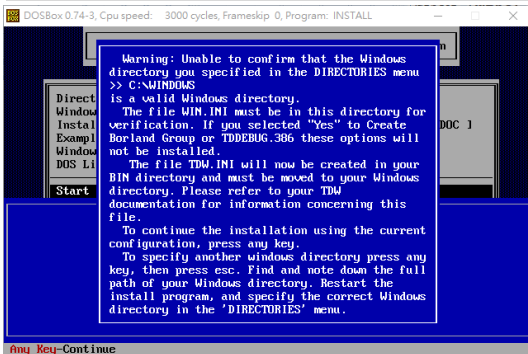 DOSBox 0.74-3, Cpu speed: 3000 cycles, Frameskip 0, Program: INSTALL
Warning: Unable to confirm that the Windows
directory you specified in the DIRECTORIES menu
>> C:\WINDOWS
is a valid Windows directory.
The file WIN.INI must be in this directory for
verification. If you selected "Yes" to Create
Borland Group or TDDEBUG.386 these options will
not be installed.
The file TDW.INI will now be created in your
BIN directory and must be moved to your Windows
directory. Please refer to your TDW
documentation for information concerning this
file.
To continue the installation using the current
configuration, press any key.
To specify another windows directory press any
key, then press esc. Find and note down the full
path of your Windows directory. Restart the
install program, and specify the correct Windows
directory in the 'DIRECTORIES' menu.
Direct
Window
Instal
DOC ]
Exampl
Window
DOS Li
Start
Any Key-Continue